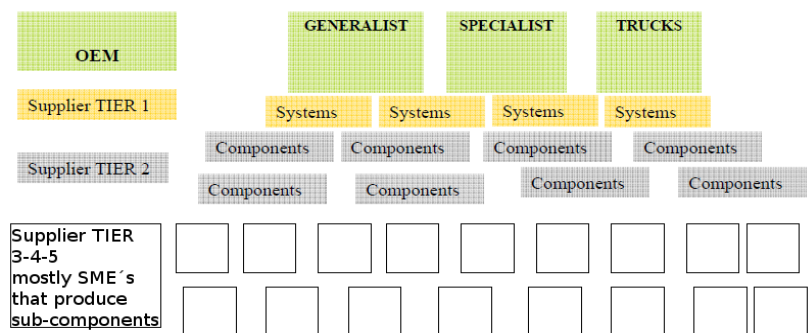 GENERALIST SPECIALIST TRUCKS
OEM
Supplier TIER 1
Systems Systems Systems Systems
Components Components Components Components
Supplier TIER 2
Components Components Components Components
Supplier TIER
3-4-5
mostly SME´s
that produce
sub-components